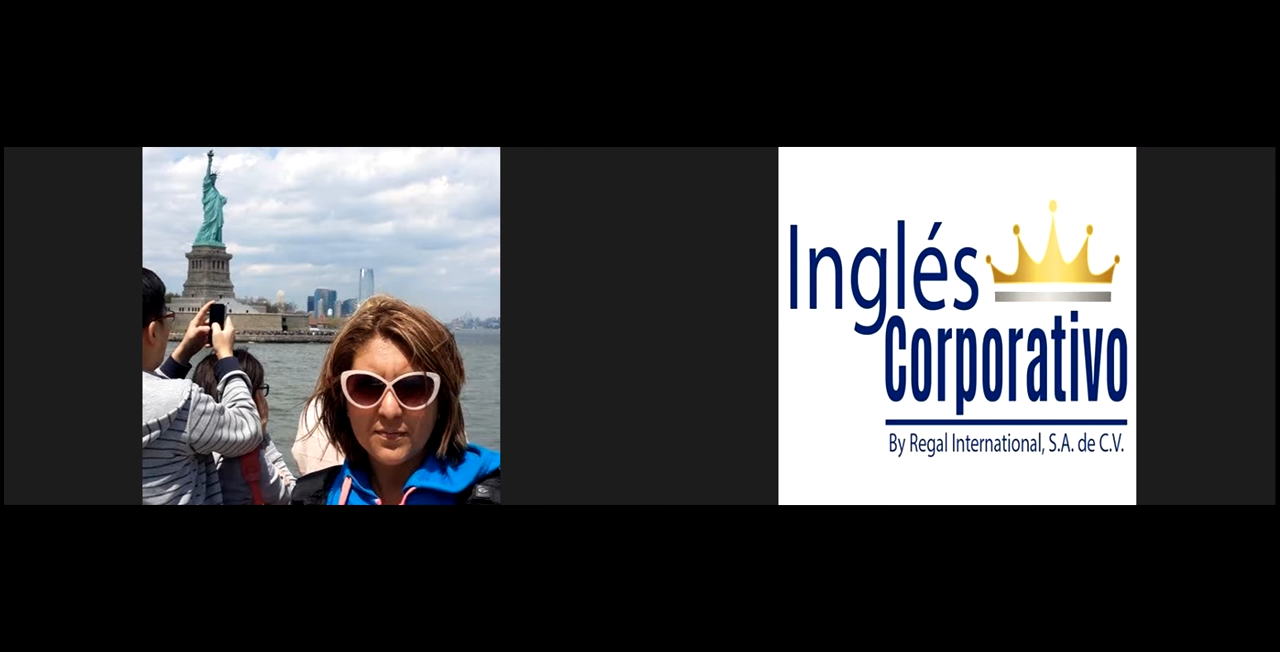 Inglés
Corporativo
By Regal International, S.A. de C.V.